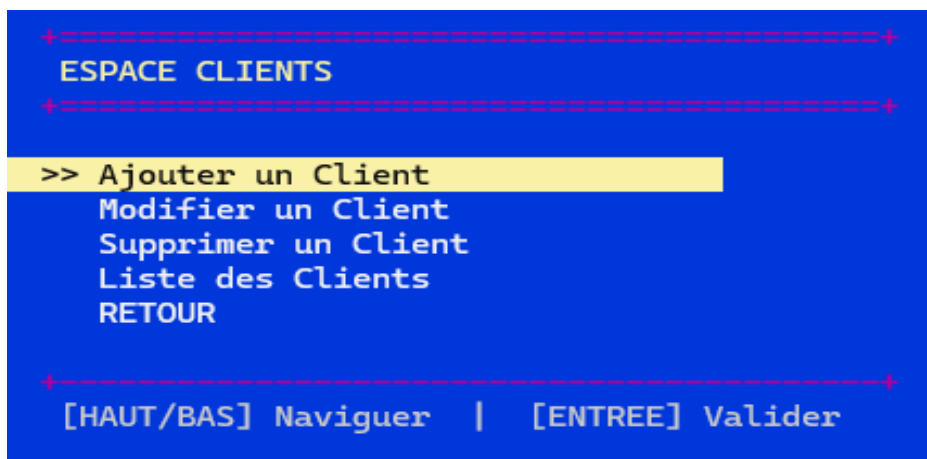 +==========================================+
ESPACE CLIENTS
+==========================================+
>> Ajouter un Client
Modifier un Client
Supprimer un Client
Liste des Clients
RETOUR
+------------------------------------------+
[HAUT/BAS] Naviguer | [ENTREE] Valider